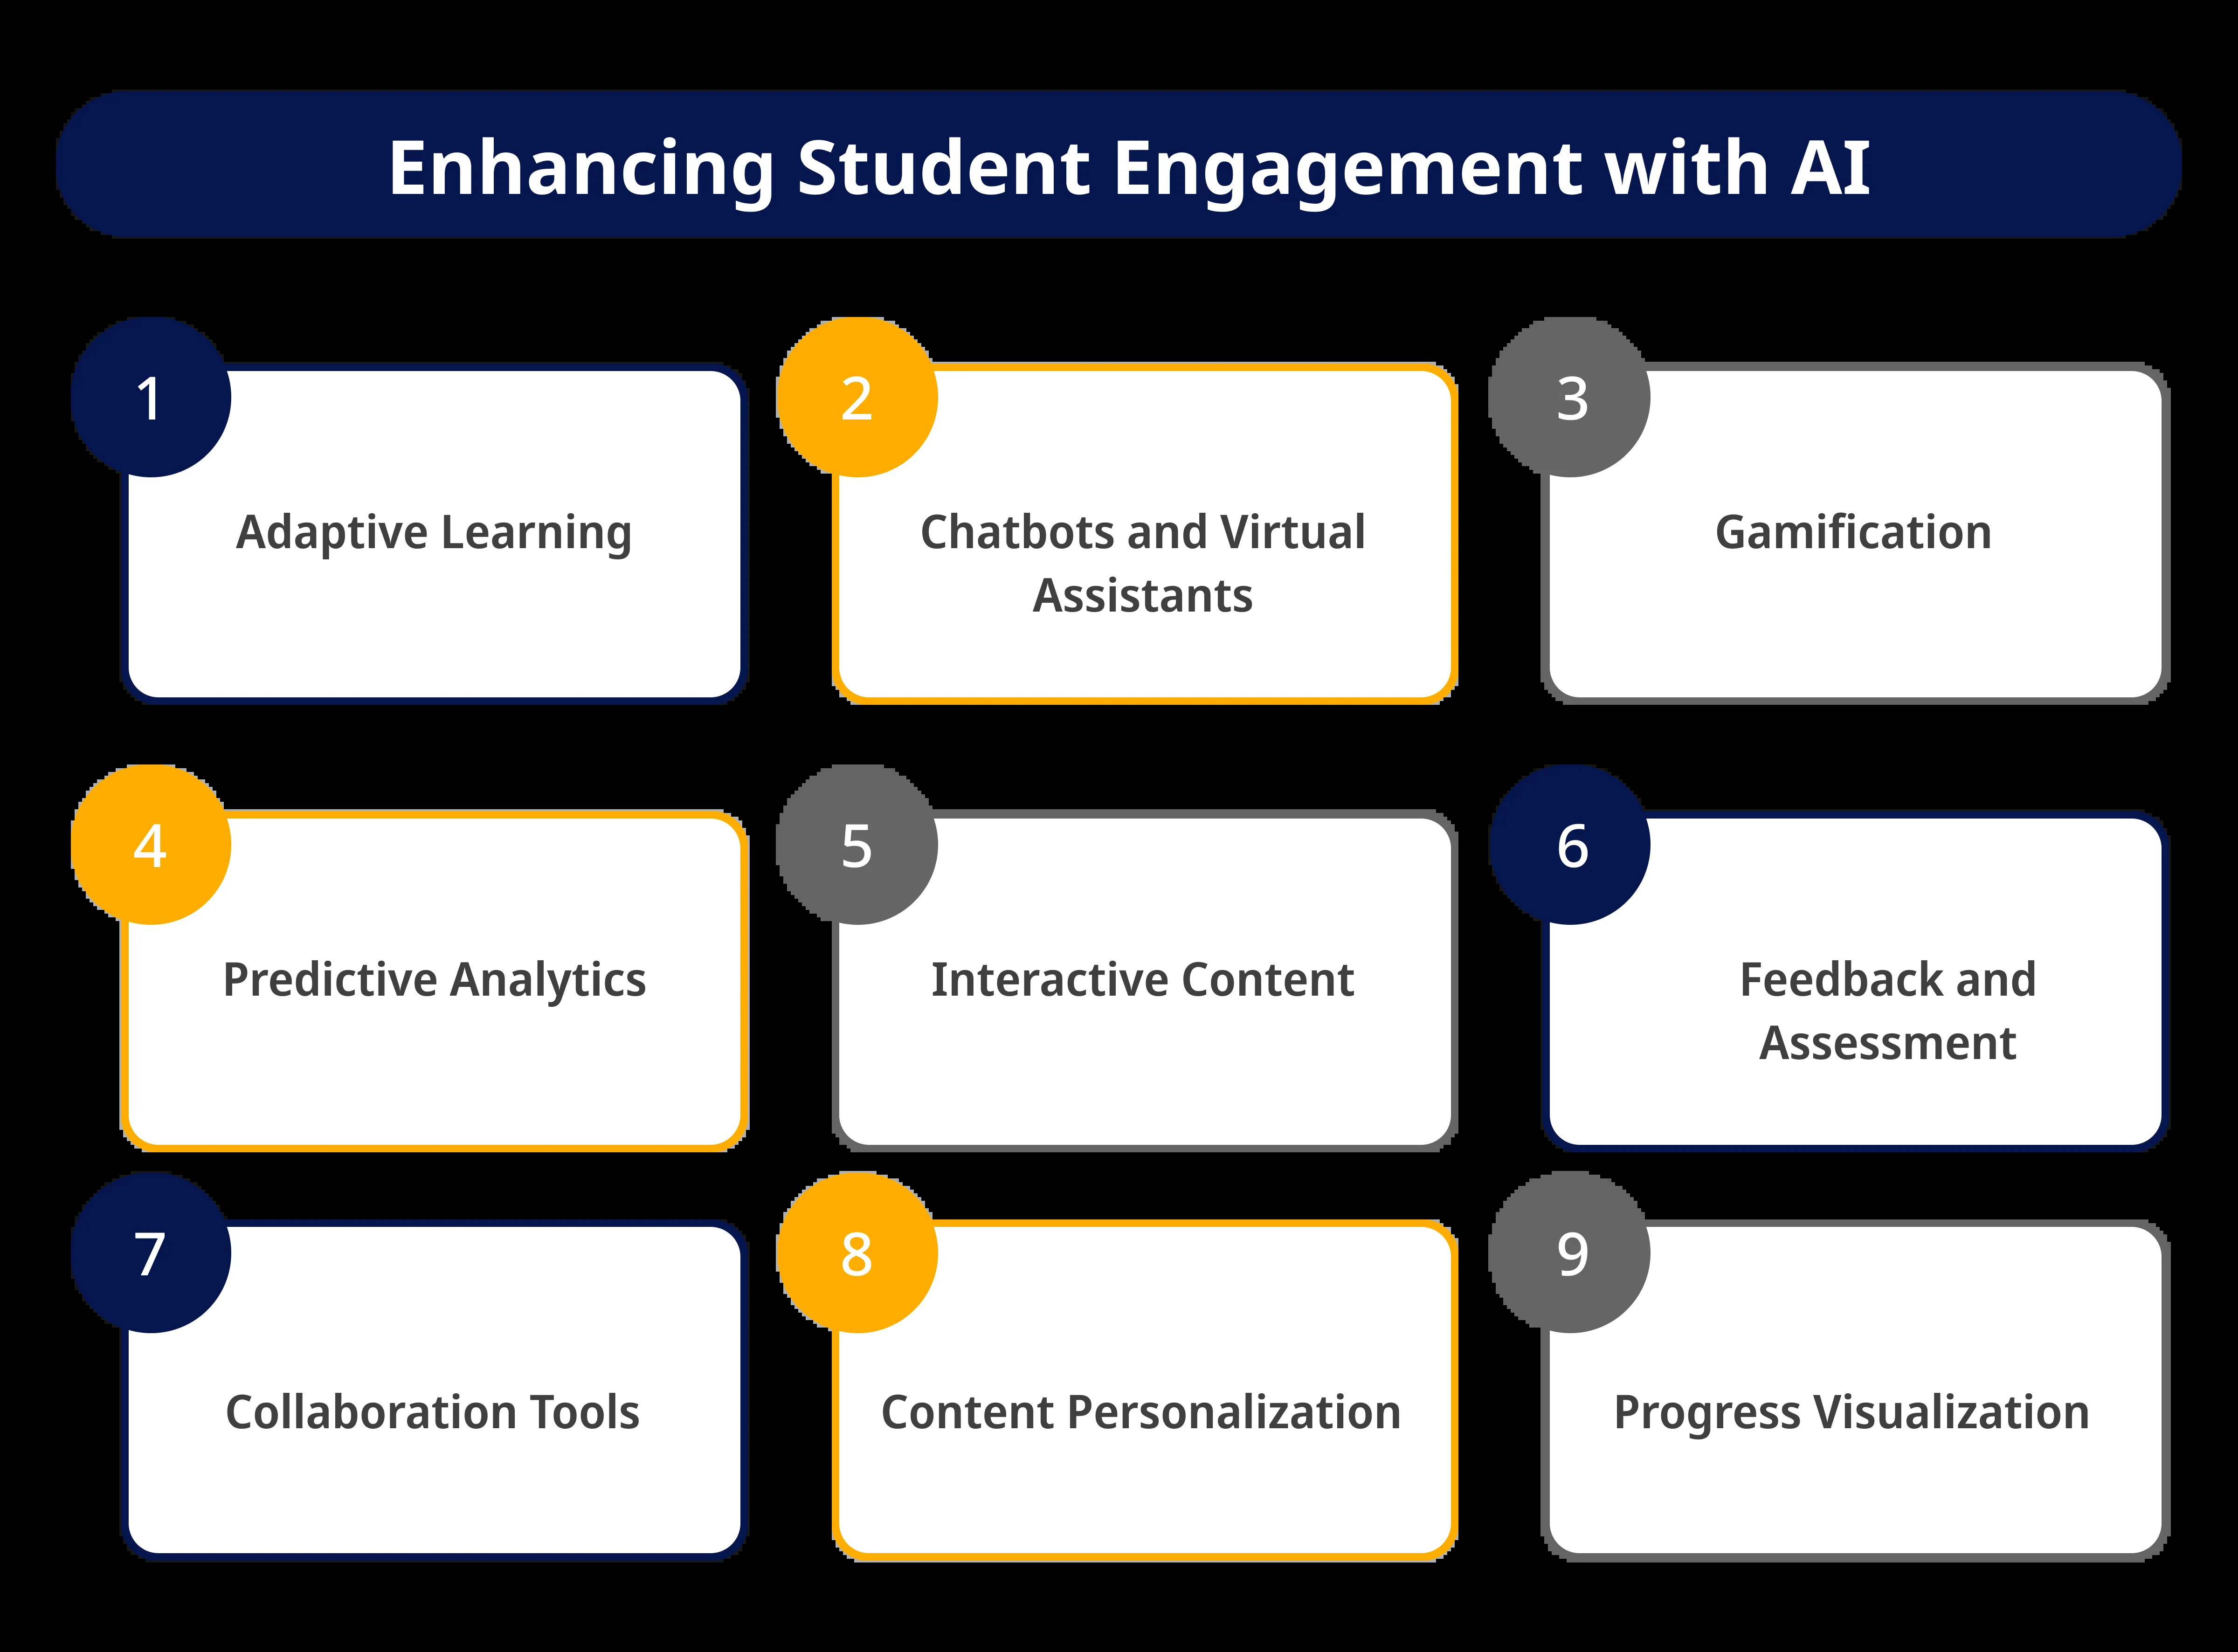 Enhancing Student Engagement with AI
1
Adaptive Learning
2
Chatbots and Virtual
Assistants
3
Gamification
4
Predictive Analytics
5
Interactive Content
6
Feedback and
Assessment
7
Collaboration Tools
8
Content Personalization
9
Progress Visualization